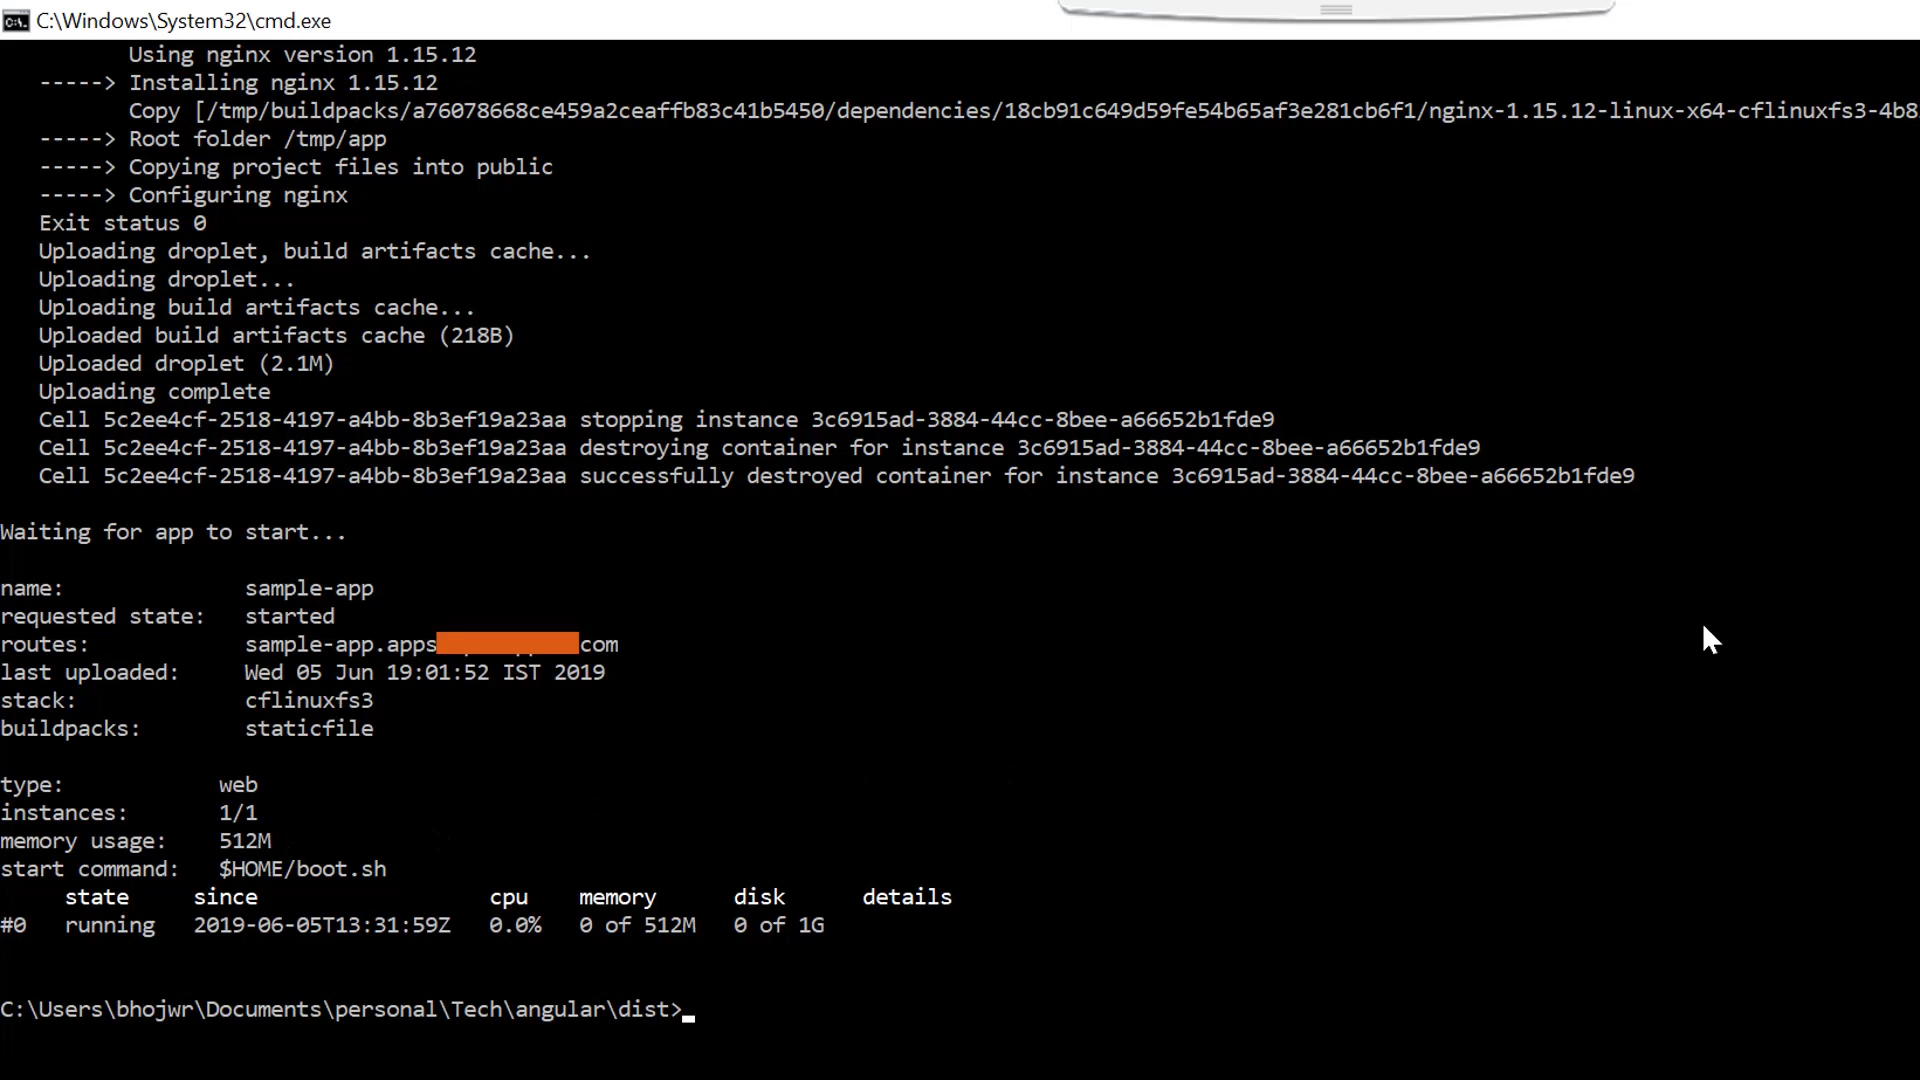 C:\Windows\System32\cmd.exe
Using nginx version 1.15.12
-----> Installing nginx 1.15.12
Copy [/tmp/buildpacks/a76078668ce459a2ceaffb83c41b5450/dependencies/18cb91c649d59fe54b65af3e281cb6f1/nginx-1.15.12-linux-x64-cflinuxfs3-4b8
-----> Root folder /tmp/app
-----> Copying project files into public
-----> Configuring nginx
Exit status 0
Uploading droplet, build artifacts cache...
Uploading droplet...
Uploading build artifacts cache...
Uploaded build artifacts cache (218B)
Uploaded droplet (2.1M)
Uploading complete
Cell 5c2ee4cf-2518-4197-a4bb-8b3ef19a23aa stopping instance 3c6915ad-3884-44cc-8bee-a66652b1fde9
Cell 5c2ee4cf-2518-4197-a4bb-8b3ef19a23aa destroying container for instance 3c6915ad-3884-44cc-8bee-a66652b1fde9
Cell 5c2ee4cf-2518-4197-a4bb-8b3ef19a23aa successfully destroyed container for instance 3c6915ad-3884-44cc-8bee-a66652b1fde9
Waiting for app to start...
name: sample-app
requested state: started
routes: sample-app.apps com
last uploaded: Wed 05 Jun 19:01:52 IST 2019
stack: cflinuxfs3
buildpacks: staticfile
type: web
instances: 1/1
memory usage: 512M
start command: $HOME/boot.sh
state since cpu memory disk details
#0 running 2019-06-05T13:31:59Z 0.0% 0 of 512M 0 of 1G
C:\Users\bhojwr\Documents\personal\Tech\angular\dist>